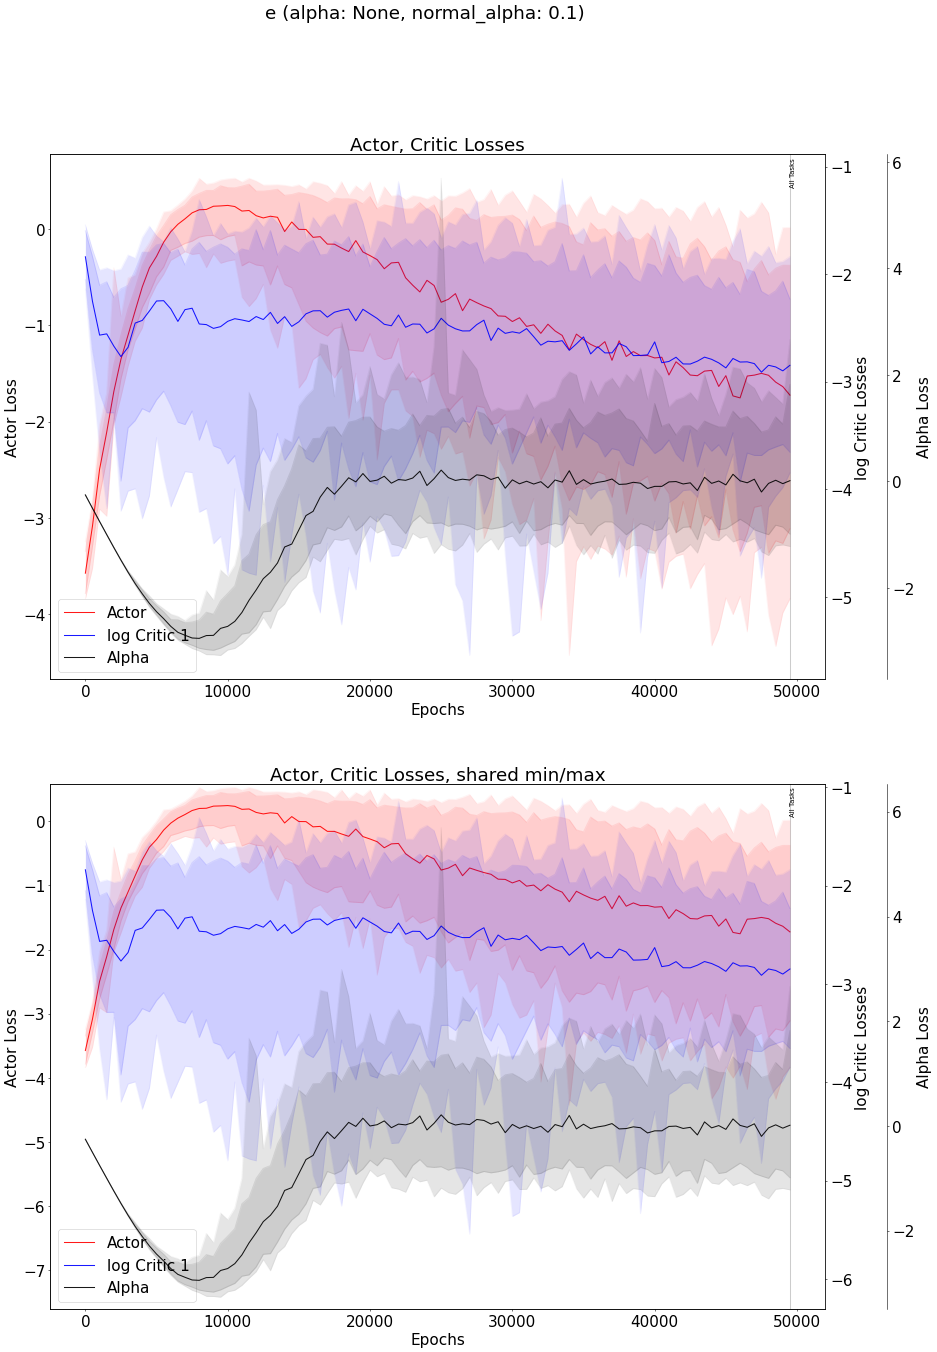 e (alpha: None, normal_alpha: 0.1)
Actor, Critic Losses
All Tasks
Actor Loss
0
−1
−2
−3
−4
log Critic Losses
−1
−2
−3
−4
−5
Alpha Loss
6
4
2
0
−2
Actor
log Critic 1
Alpha
0 10000 20000 30000 40000 50000
Epochs
Actor, Critic Losses, shared min/max
All Tasks
Actor Loss
0
−1
−2
−3
−4
−5
−6
−7
log Critic Losses
−1
−2
−3
−4
−5
−6
Alpha Loss
6
4
2
0
−2
Actor
log Critic 1
Alpha
0 10000 20000 30000 40000 50000
Epochs